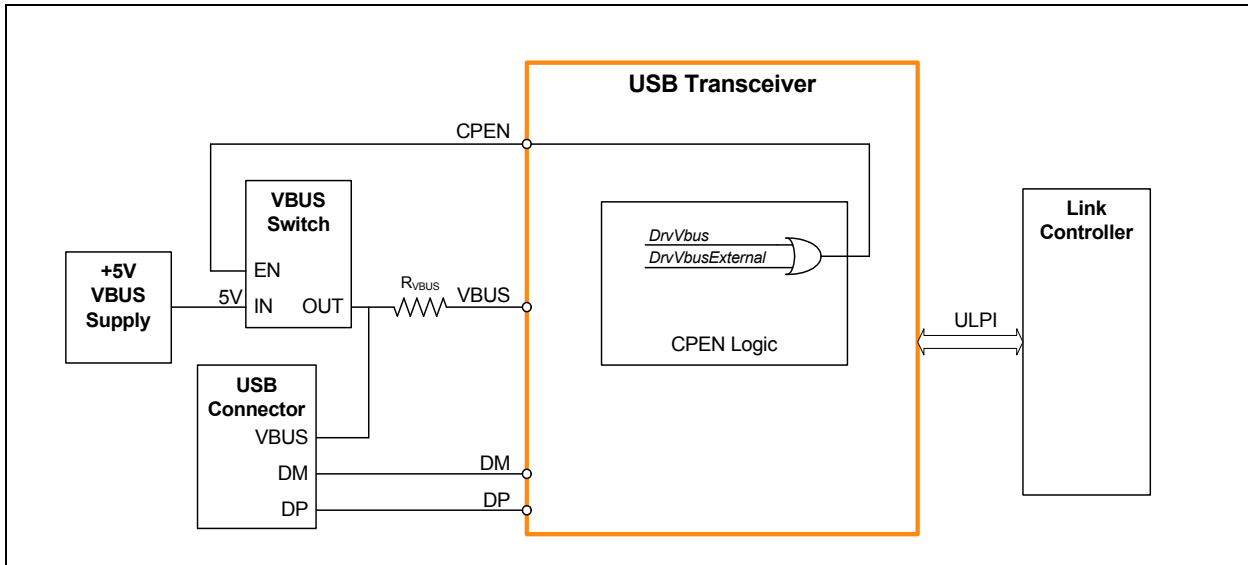 USB Transceiver
CPEN
VBUS
Switch
Link
Controller
DrvVbus
DrvVbusExternal
+5V
VBUS
Supply
EN
5V
IN
OUT
RVBUS
VBUS
CPEN Logic
ULPI
USB
Connector
VBUS
DM
DP
DM
DP